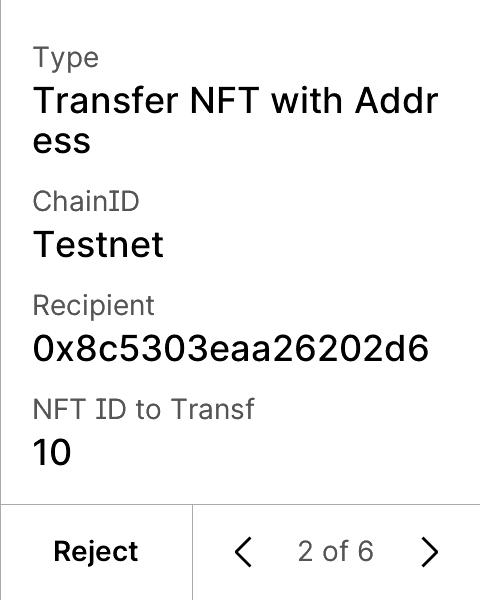 Type
Transfer NFT with Addr
ess
ChainID
Testnet
Recipient
0x8c5303eaa26202d6
NFT ID to Transf
10
Reject
2 of 6